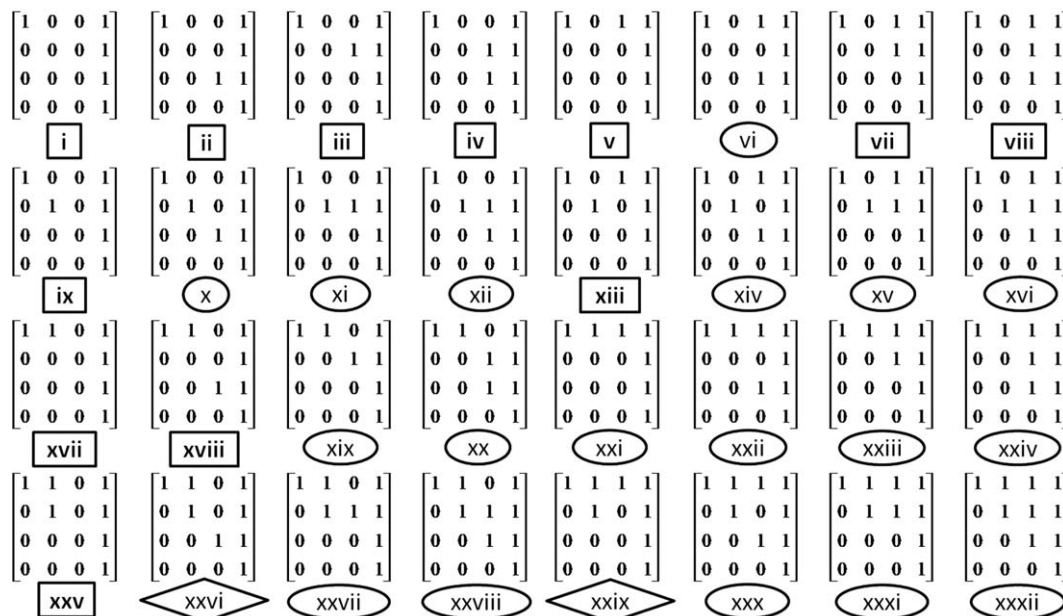 1 0 0 1 1 0 0 1 1 0 0 1 1 0 0 1 1 0 1 1 1 0 1 1 1 0 1 1 1 0 1 1
0 0 0 1 0 0 0 1 0 0 1 1 0 0 1 1 0 0 0 1 0 0 0 1 0 0 1 1 0 0 1 1
0 0 0 1 0 0 1 1 0 0 0 1 0 0 1 1 0 0 0 1 0 0 1 1 0 0 0 1 0 0 1 1
0 0 0 1 0 0 0 1 0 0 0 1 0 0 0 1 0 0 0 1 0 0 0 1 0 0 0 1 0 0 0 1
i ii iii iv v vi vii viii
1 0 0 1 1 0 0 1 1 0 0 1 1 0 0 1 1 0 1 1 1 0 1 1 1 0 1 1 1 0 1 1
0 1 0 1 0 1 0 1 0 1 1 1 0 1 1 1 0 1 0 1 0 1 0 1 0 1 1 1 0 1 1 1
0 0 0 1 0 0 1 1 0 0 0 1 0 0 1 1 0 0 0 1 0 0 1 1 0 0 0 1 0 0 1 1
0 0 0 1 0 0 0 1 0 0 0 1 0 0 0 1 0 0 0 1 0 0 0 1 0 0 0 1 0 0 0 1
ix x xi xii xiii xiv xv xvi
1 1 0 1 1 1 0 1 1 1 0 1 1 1 0 1 1 1 1 1 1 1 1 1 1 1 1 1 1 1 1 1
0 0 0 1 0 0 0 1 0 0 1 1 0 0 1 1 0 0 0 1 0 0 0 1 0 0 1 1 0 0 1 1
0 0 0 1 0 0 1 1 0 0 0 1 0 0 1 1 0 0 0 1 0 0 1 1 0 0 0 1 0 0 1 1
0 0 0 1 0 0 0 1 0 0 0 1 0 0 0 1 0 0 0 1 0 0 0 1 0 0 0 1 0 0 0 1
xvii xviii xix xx xxi xxii xxiii xxiv
1 1 0 1 1 1 0 1 1 1 0 1 1 1 0 1 1 1 1 1 1 1 1 1 1 1 1 1 1 1 1 1
0 1 0 1 0 1 0 1 0 1 1 1 0 1 1 1 0 1 0 1 0 1 0 1 0 1 1 1 0 1 1 1
0 0 0 1 0 0 1 1 0 0 0 1 0 0 1 1 0 0 0 1 0 0 1 1 0 0 0 1 0 0 1 1
0 0 0 1 0 0 0 1 0 0 0 1 0 0 0 1 0 0 0 1 0 0 0 1 0 0 0 1 0 0 0 1
xxv xxvi xxvii xxviii xxix xxx xxxi xxxii